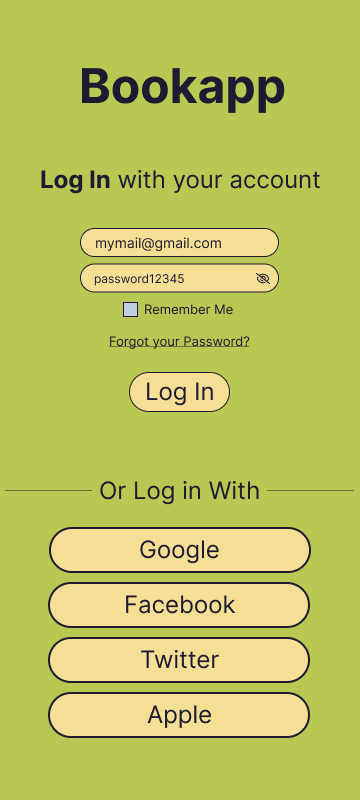 Bookapp
Log In with your account
mymail@gmail.com
password12345
Remember Me
Forgot your Password?
Log In
Or Log in With
Google
Facebook
Twitter
Apple